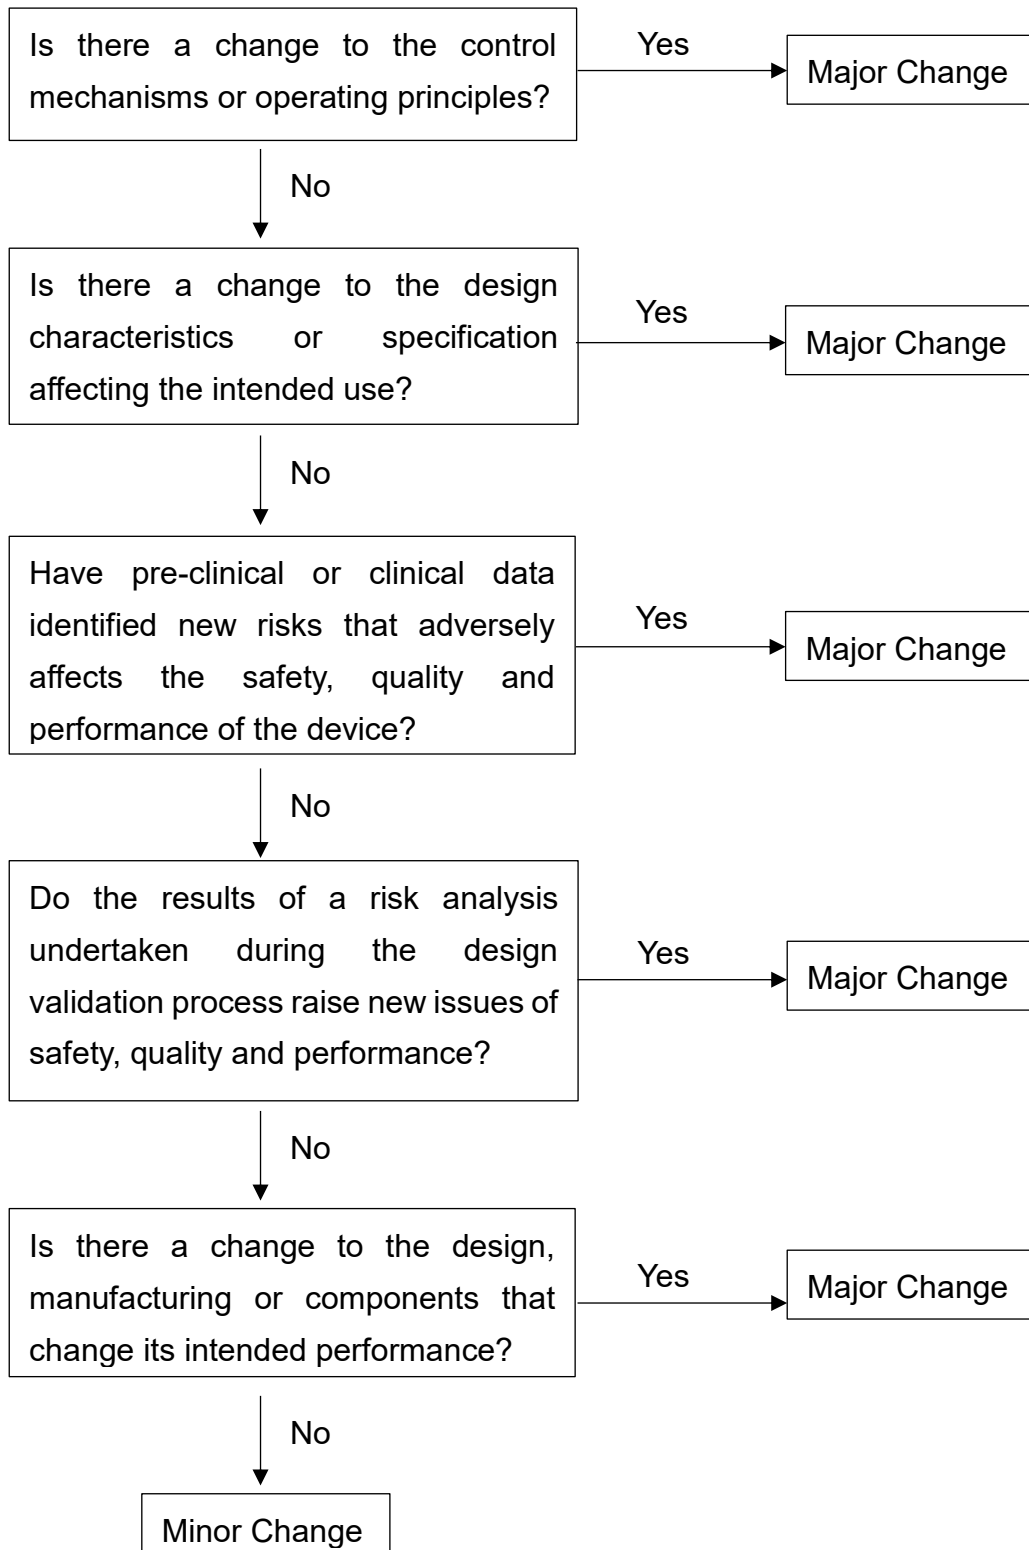 Is there a change to the control
mechanisms or operating principles?
Yes
Major Change
No
Is there a change to the design
characteristics or specification
affecting the intended use?
Yes
Major Change
No
Have pre-clinical or clinical data
identified new risks that adversely
affects the safety, quality and
performance of the device?
Yes
Major Change
No
Do the results of a risk analysis
undertaken during the design
validation process raise new issues of
safety, quality and performance?
Yes
Major Change
No
Is there a change to the design,
manufacturing or components that
change its intended performance?
Yes
Major Change
No
Minor Change